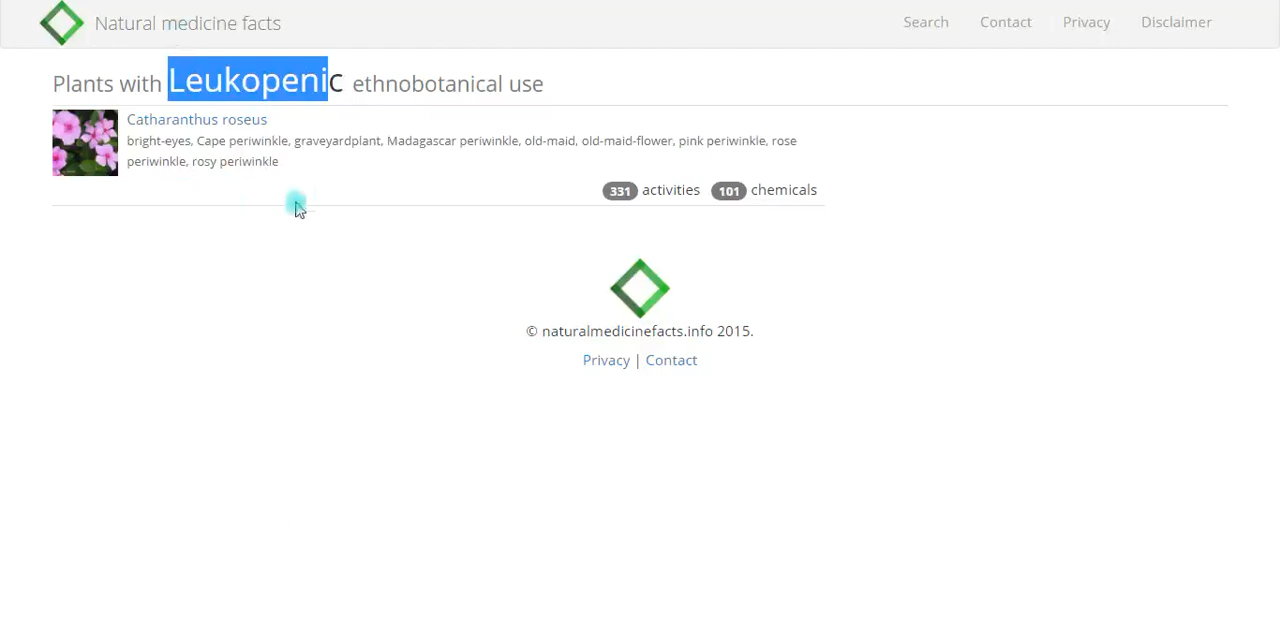 Natural medicine facts Search Contact Privacy Disclaimer
Plants with Leukopenic ethnobotanical use
Catharanthus roseus
bright-eyes, Cape periwinkle, graveyardplant, Madagascar periwinkle, old-maid, old-maid-flower, pink periwinkle, rose
periwinkle, rosy periwinkle
331 activities 101 chemicals
© naturalmedicinefacts.info 2015.
Privacy | Contact